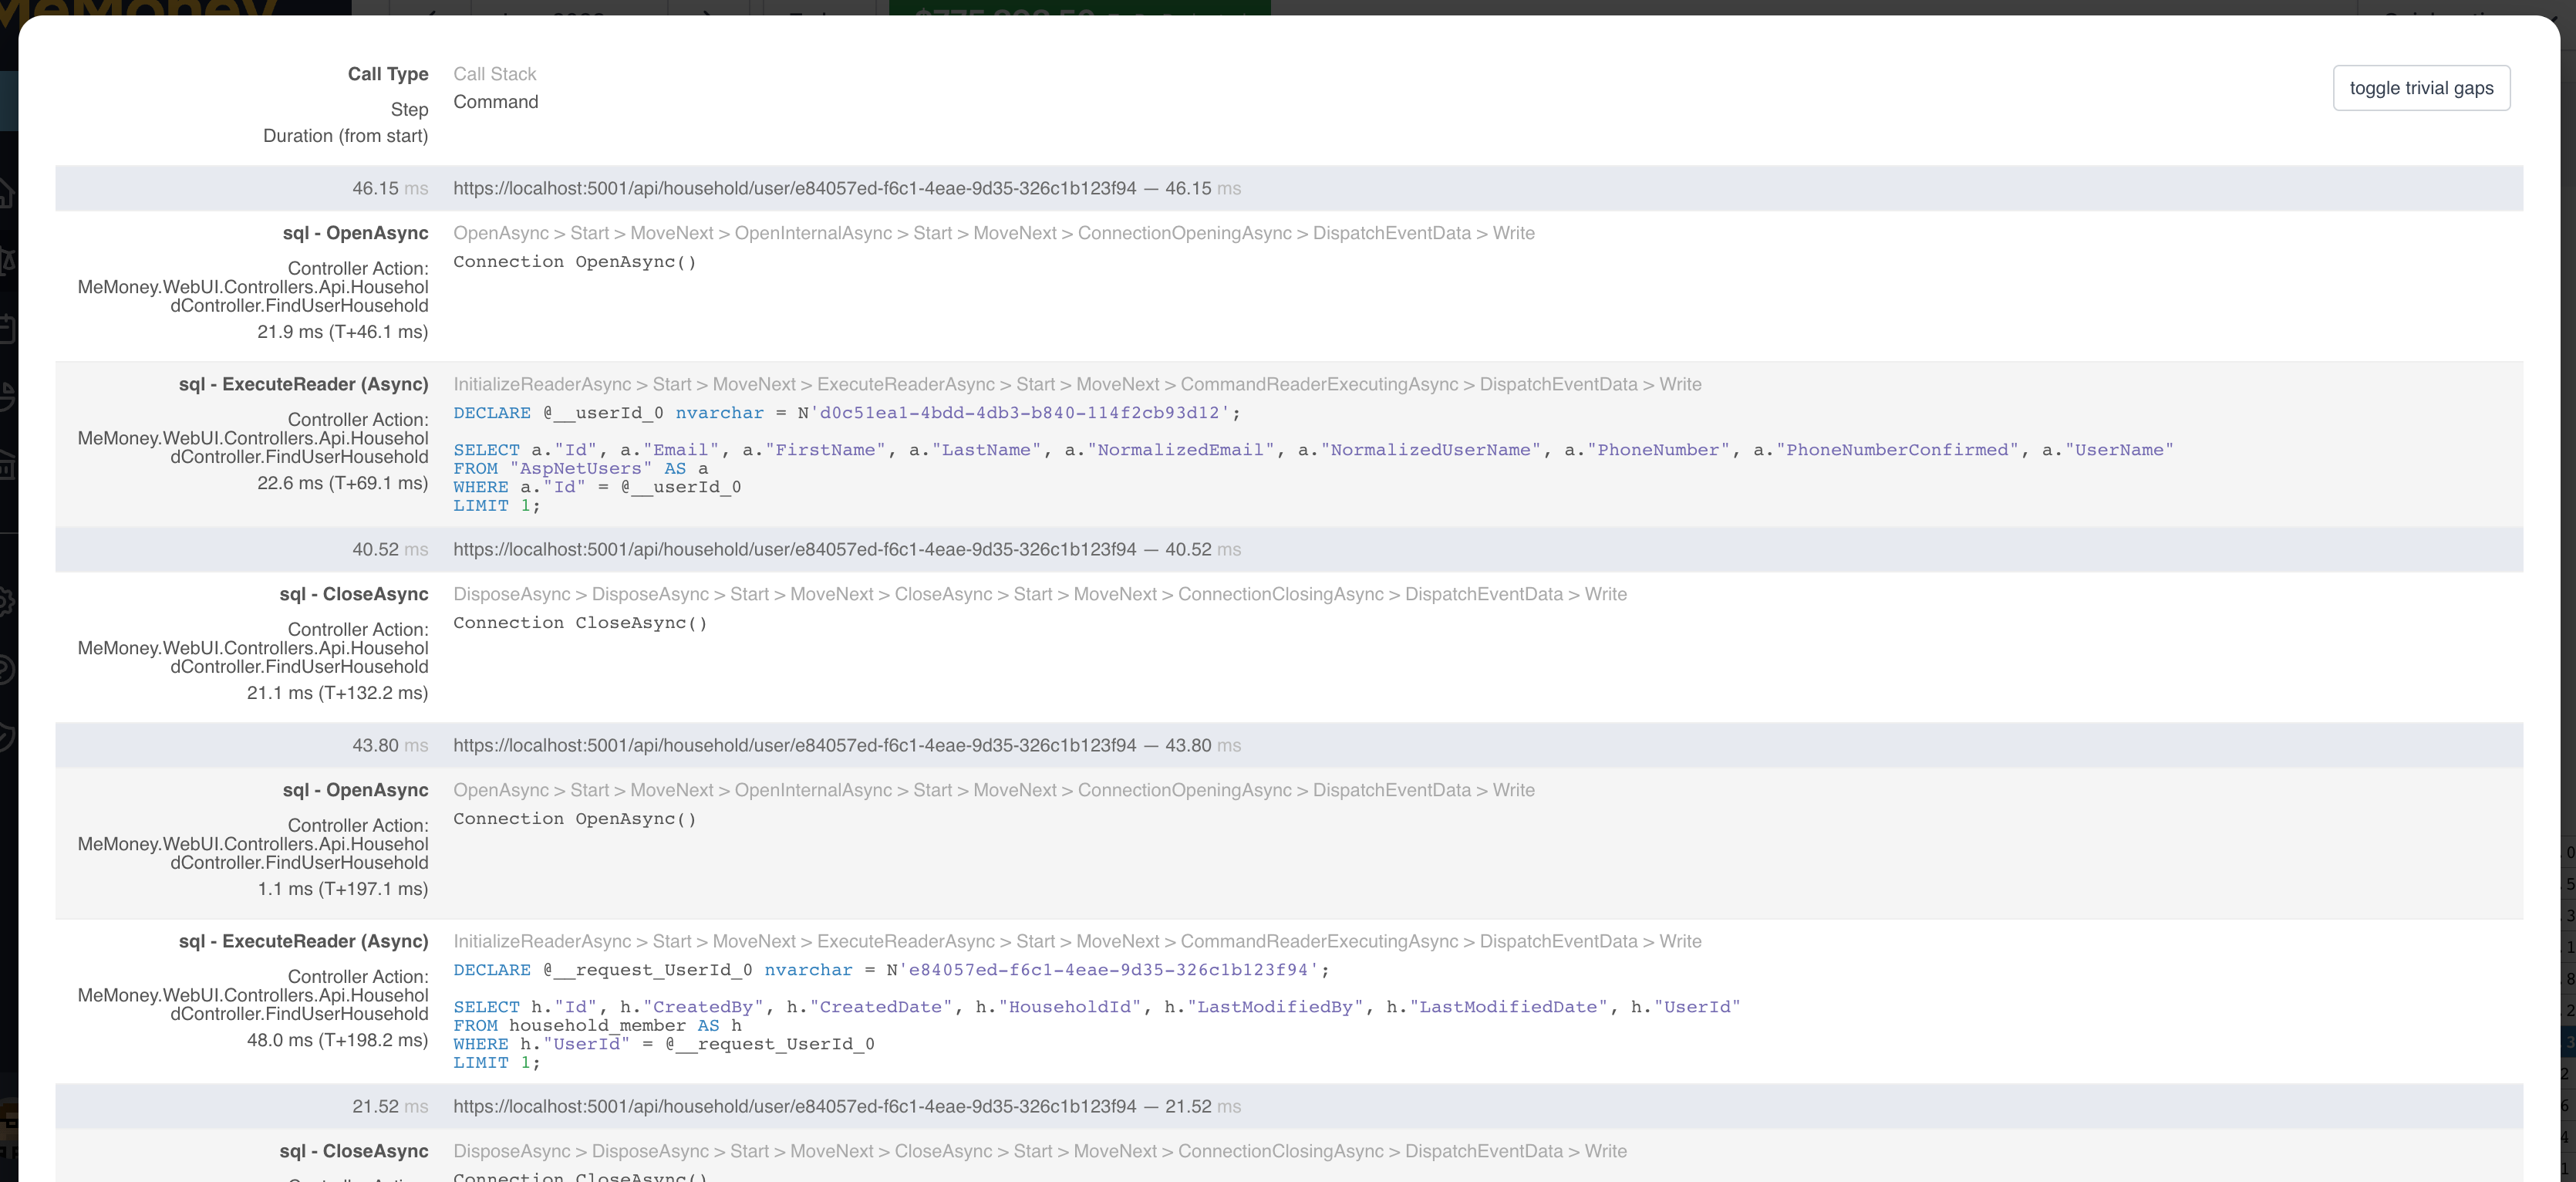 MeMoney
Call Type Call Stack
toggle trivial gaps
Step Command
Duration (from start)
46.15 ms https://localhost:5001/api/household/user/e84057ed-f6c1-4eae-9d35-326c1b123f94 — 46.15 ms
sql - OpenAsync OpenAsync > Start > MoveNext > OpenInternalAsync > Start > MoveNext > ConnectionOpeningAsync > DispatchEventData > Write
Connection OpenAsync()
Controller Action:
MeMoney.WebUI.Controllers.Api.Househol
dController.FindUserHousehold
21.9 ms (T+46.1 ms)
sql - ExecuteReader (Async) InitializeReaderAsync > Start > MoveNext > ExecuteReaderAsync > Start > MoveNext > CommandReaderExecutingAsync > DispatchEventData > Write
Controller Action:
MeMoney.WebUI.Controllers.Api.Househol
dController.FindUserHousehold
22.6 ms (T+69.1 ms)
DECLARE @__userId_0 nvarchar = N'd0c51ea1-4bdd-4db3-b840-114f2cb93d12';
SELECT a."Id", a."Email", a."FirstName", a."LastName", a."NormalizedEmail", a."NormalizedUserName", a."PhoneNumber", a."PhoneNumberConfirmed", a."UserName"
FROM "AspNetUsers" AS a
WHERE a."Id" = @__userId_0
LIMIT 1;
40.52 ms https://localhost:5001/api/household/user/e84057ed-f6c1-4eae-9d35-326c1b123f94 — 40.52 ms
sql - CloseAsync DisposeAsync > DisposeAsync > Start > MoveNext > CloseAsync > Start > MoveNext > ConnectionClosingAsync > DispatchEventData > Write
Connection CloseAsync()
Controller Action:
MeMoney.WebUI.Controllers.Api.Househol
dController.FindUserHousehold
21.1 ms (T+132.2 ms)
43.80 ms https://localhost:5001/api/household/user/e84057ed-f6c1-4eae-9d35-326c1b123f94 — 43.80 ms
sql - OpenAsync OpenAsync > Start > MoveNext > OpenInternalAsync > Start > MoveNext > ConnectionOpeningAsync > DispatchEventData > Write
Connection OpenAsync()
Controller Action:
MeMoney.WebUI.Controllers.Api.Househol
dController.FindUserHousehold
1.1 ms (T+197.1 ms)
sql - ExecuteReader (Async) InitializeReaderAsync > Start > MoveNext > ExecuteReaderAsync > Start > MoveNext > CommandReaderExecutingAsync > DispatchEventData > Write
Controller Action:
MeMoney.WebUI.Controllers.Api.Househol
dController.FindUserHousehold
48.0 ms (T+198.2 ms)
DECLARE @__request_UserId_0 nvarchar = N'e84057ed-f6c1-4eae-9d35-326c1b123f94';
SELECT h."Id", h."CreatedBy", h."CreatedDate", h."HouseholdId", h."LastModifiedBy", h."LastModifiedDate", h."UserId"
FROM household_member AS h
WHERE h."UserId" = @__request_UserId_0
LIMIT 1;
21.52 ms https://localhost:5001/api/household/user/e84057ed-f6c1-4eae-9d35-326c1b123f94 — 21.52 ms
sql - CloseAsync DisposeAsync > DisposeAsync > Start > MoveNext > CloseAsync > Start > MoveNext > ConnectionClosingAsync > DispatchEventData > Write
Connection CloseAsync()